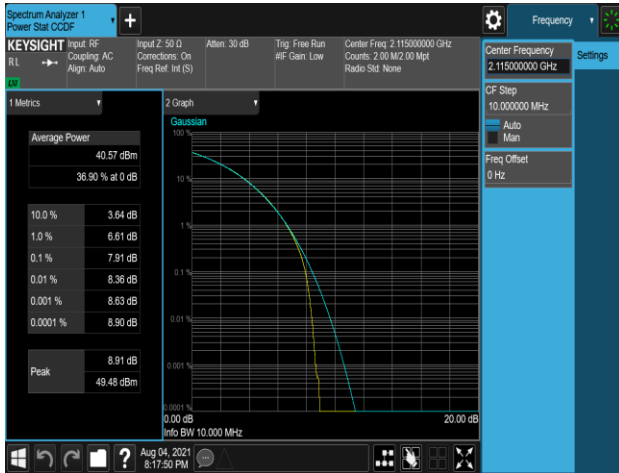 Spectrum Analyzer 1
Power Stat CCDF
+
Frequency
KEYSIGHT
RL
Input: RF
Coupling: AC
Align: Auto
Input Z: 50 Ω
Corrections: On
Freq Ref: Int (S)
Atten: 30 dB
Trig: Free Run
#IF Gain: Low
Center Freq: 2.115000000 GHz
Counts: 2.00 M/2.00 Mpt
Radio Std: None
Center Frequency
2.115000000 GHz
Settings
CF Step
10.000000 MHz
Auto
Man
Freq Offset
0 Hz
1 Metrics
Average Power
40.57 dBm
36.90 % at 0 dB
10.0 % 3.64 dB
1.0 % 6.61 dB
0.1 % 7.91 dB
0.01 % 8.36 dB
0.001 % 8.63 dB
0.0001 % 8.90 dB
Peak
8.91 dB
49.48 dBm
2 Graph
Gaussian
100 %
10 %
1 %
0.1 %
0.01 %
0.001 %
0.0001 %
0.00 dB
20.00 dB
Info BW 10.000 MHz
?
Aug 04, 2021
8:17:50 PM